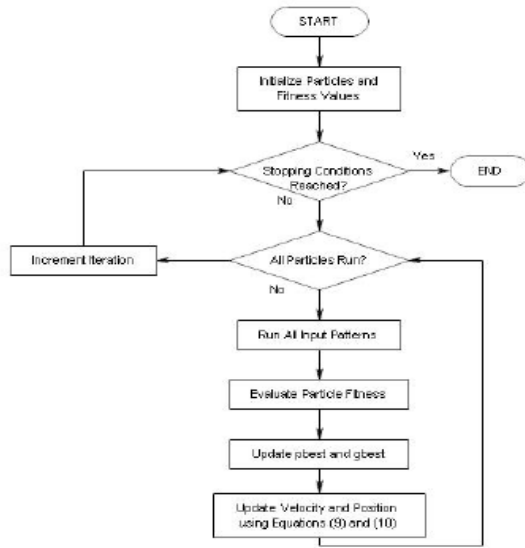 START
Initialize Particles and
Fitness Values
Stopping Conditions
Reached?
Yes
END
No
All Particles Run?
Increment Iteration
No
Run All Input Patterns
Evaluate Particle Fitness
Update pbest and gbest
Update Velocity and Position
using Equations (9) and (10)